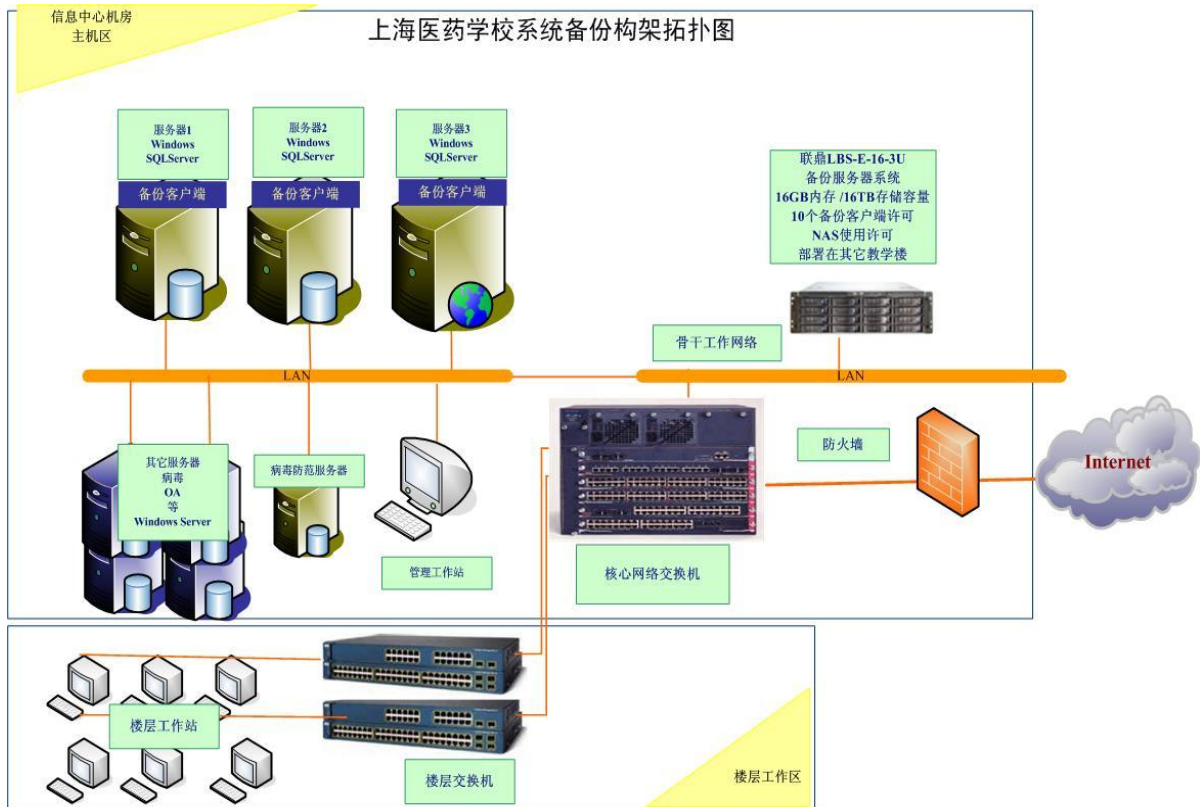 信息中心机房
主机区
上海医药学校系统备份构架拓扑图
服务器1
Windows
SQLServer
备份客户端
服务器2
Windows
SQLServer
备份客户端
服务器3
Windows
SQLServer
备份客户端
联鼎LBS-E-16-3U
备份服务器系统
16GB内存 /16TB存储容量
10个备份客户端许可
NAS使用许可
部署在其它教学楼
骨干工作网络
LAN
LAN
其它服务器
病毒
OA
等
Windows Server
病毒防范服务器
管理工作站
核心网络交换机
防火墙
Internet
楼层工作站
楼层交换机
楼层工作区